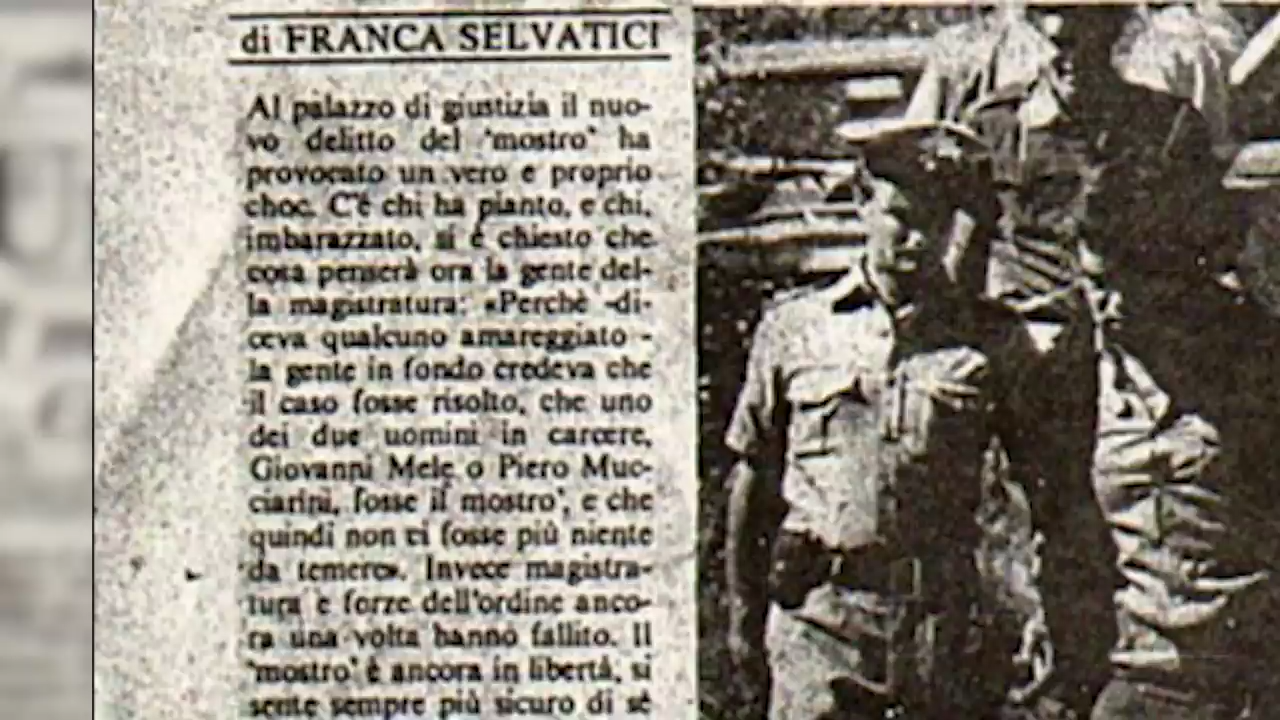 di FRANCA SELVATICI
Al palazzo di giustizia il nuo-
vo delitto del 'mostro' ha
provocato un vero e proprio
choc. C'è chi ha pianto, e chi,
imbarazzato, si è chiesto che
cosa penserà ora la gente del-
la magistratura: «Perchè -di-
ceva qualcuno amareggiato -
la gente in fondo credeva che
il caso fosse risolto, che uno
dei due uomini in carcere,
Giovanni Mele o Piero Muc-
ciarini, fosse il mostro', e che
quindi non ci fosse più niente
da temere». Invece magistra-
tura e forze dell'ordine anco-
ra una volta hanno fallito. Il
'mostro' è ancora in libertà, si
sente sempre più sicuro di sé